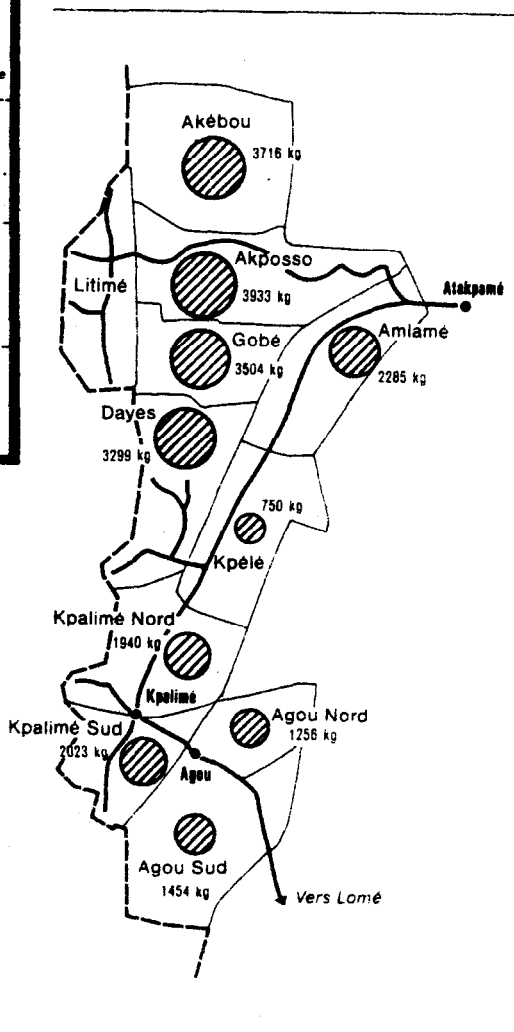 Akébou
3716 kg
Akposso
3933 kg
Litimé
Atakpamé
Gobé
3504 kg
Amlamé
2285 kg
Dayes
3299 kg
750 kg
Kpélé
Kpalimé Nord
1940 kg
Kpalimé
Agou Nord
1256 kg
Kpalimé Sud
2023 kg
Agou
Agou Sud
1454 kg
Vers Lomé